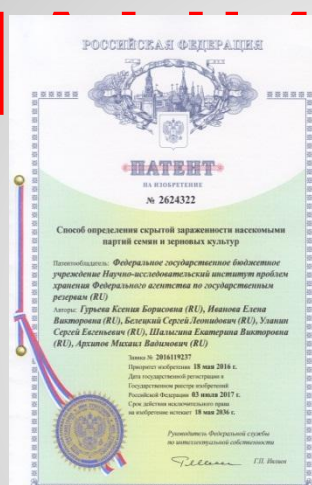 РОССИЙСКАЯ ФЕДЕРАЦИЯ
ПАТЕНТ
НА ИЗОБРЕТЕНИЕ
№ 2624322
Способ определения скрытой зараженности насекомыми
партий семян и зерновых культур
Патентообладатель: Федеральное государственное бюджетное
учреждение Научно-исследовательский институт проблем
хранения Федерального агентства по государственным
резервам (RU)
Авторы: Гурьева Ксения Борисовна (RU), Иванова Елена
Викторовна (RU), Белецкий Сергей Леонидович (RU), Уланин
Сергей Евгеньевич (RU), Шалыгина Екатерина Викторовна
(RU), Архипов Михаил Вадимович (RU)
Заявка № 2016119237
Приоритет изобретения 18 мая 2016 г.
Дата государственной регистрации в
Государственном реестре изобретений
Российской Федерации 03 июля 2017 г.
Срок действия исключительного права
на изобретение истекает 18 мая 2036 г.
Руководитель Федеральной службы
по интеллектуальной собственности
Г.П. Ивлиев